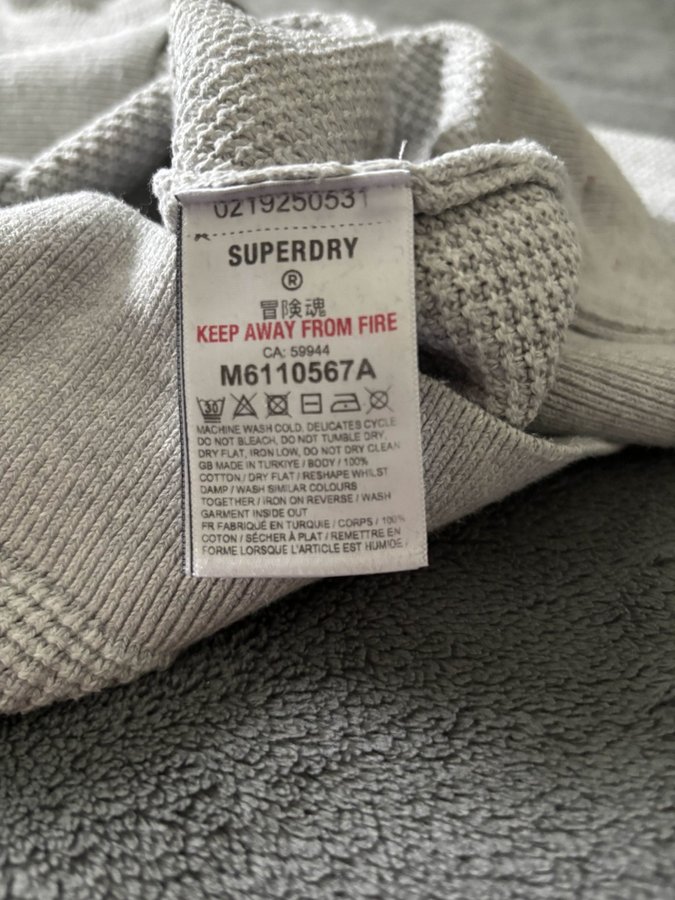 0219250531
SUPERDRY
®
冒険魂
KEEP AWAY FROM FIRE
CA: 59944
M6110567A
30
MACHINE WASH COLD, DELICATES CYCLE
DO NOT BLEACH, DO NOT TUMBLE DRY,
DRY FLAT, IRON LOW, DO NOT DRY CLEAN
GB MADE IN TURKIYE / BODY / 100%
COTTON / DRY FLAT / RESHAPE WHILST
DAMP / WASH SIMILAR COLOURS
TOGETHER / IRON ON REVERSE / WASH
GARMENT INSIDE OUT
FR FABRIQUÉ EN TURQUIE / CORPS / 100%
COTON / SÉCHER À PLAT / REMETTRE EN
FORME LORSQUE L'ARTICLE EST HUMIDE /